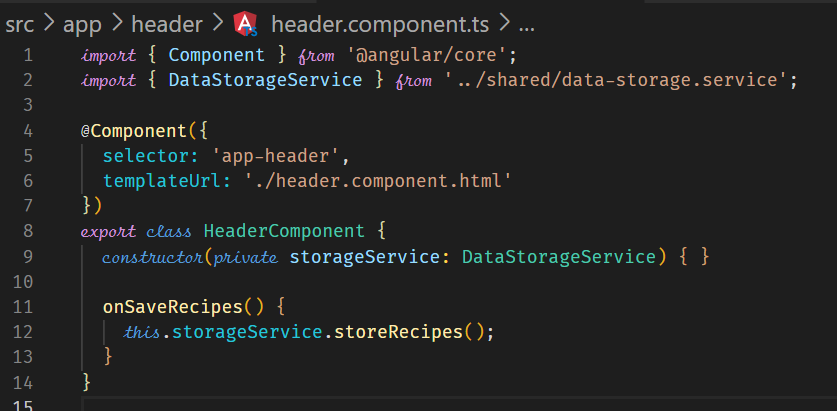 src > app > header > header.component.ts > ...
1 import { Component } from '@angular/core';
2 import { DataStorageService } from '../shared/data-storage.service';
3
4 @Component({
5 selector: 'app-header',
6 templateUrl: './header.component.html'
7 })
8 export class HeaderComponent {
9 constructor(private storageService: DataStorageService) { }
10
11 onSaveRecipes() {
12 this.storageService.storeRecipes();
13 }
14 }
15